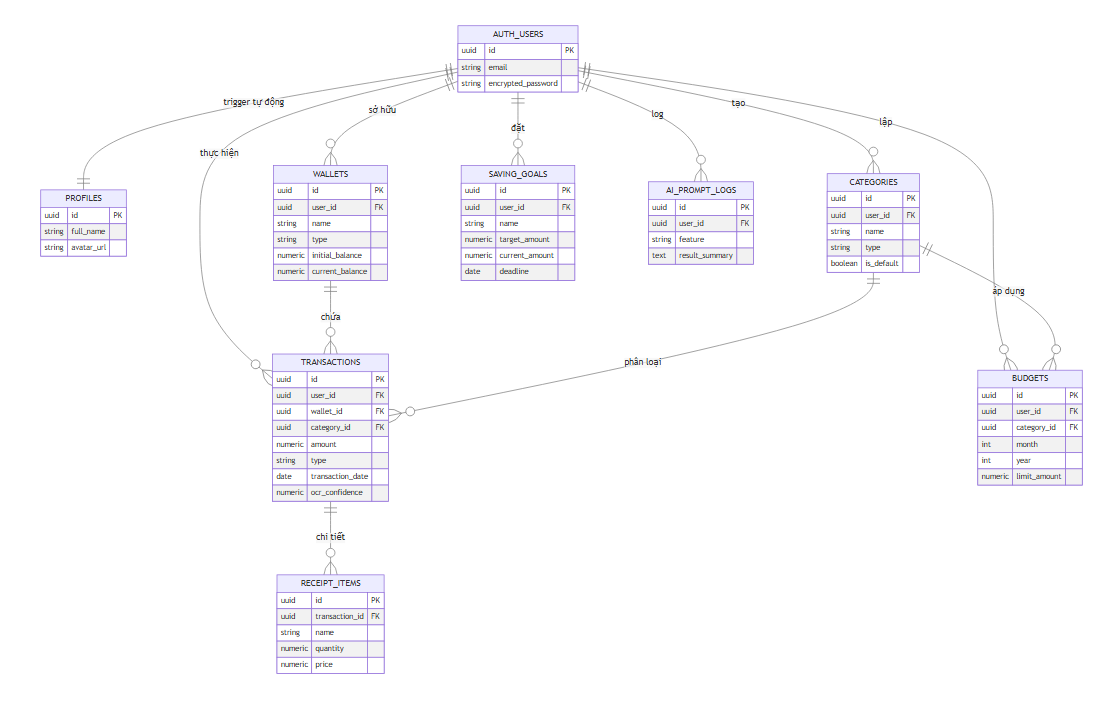 AUTH_USERS
uuid id PK
string email
string encrypted_password
trigger tự động
sở hữu
đặt
log
tạo
lập
thực hiện
PROFILES
uuid id PK
string full_name
string avatar_url
WALLETS
uuid id PK
uuid user_id FK
string name
string type
numeric initial_balance
numeric current_balance
SAVING_GOALS
uuid id PK
uuid user_id FK
string name
numeric target_amount
numeric current_amount
date deadline
AI_PROMPT_LOGS
uuid id PK
uuid user_id FK
string feature
text result_summary
CATEGORIES
uuid id PK
uuid user_id FK
string name
string type
boolean is_default
chứa
áp dụng
phân loại
TRANSACTIONS
uuid id PK
uuid user_id FK
uuid wallet_id FK
uuid category_id FK
numeric amount
string type
date transaction_date
numeric ocr_confidence
BUDGETS
uuid id PK
uuid user_id FK
uuid category_id FK
int month
int year
numeric limit_amount
chi tiết
RECEIPT_ITEMS
uuid id PK
uuid transaction_id FK
string name
numeric quantity
numeric price